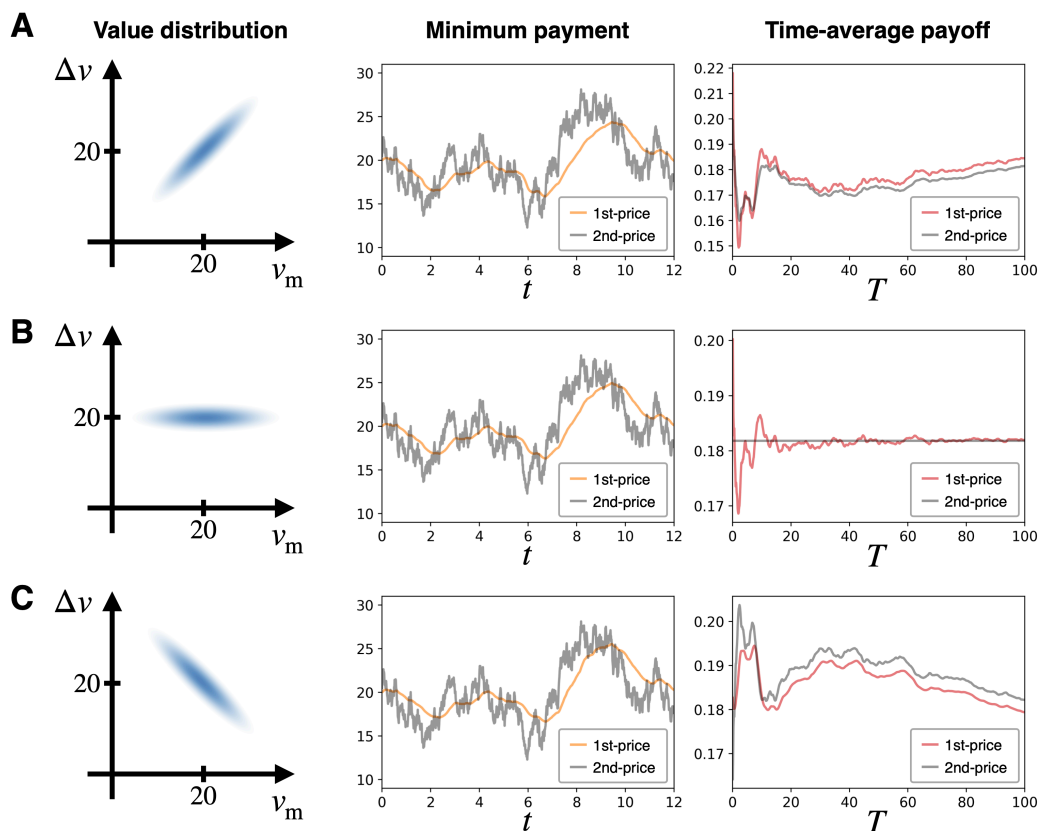 A
Value distribution
Minimum payment
Time-average payoff
Δv
20
20
vₘ
30
25
20
15
10
0 2 4 6 8 10 12
t
1st-price
2nd-price
0.22
0.21
0.20
0.19
0.18
0.17
0.16
0.15
0 20 40 60 80 100
T
1st-price
2nd-price
B
Δv
20
20
vₘ
30
25
20
15
10
0 2 4 6 8 10 12
t
1st-price
2nd-price
0.20
0.19
0.18
0.17
0 20 40 60 80 100
T
1st-price
2nd-price
C
Δv
20
20
vₘ
30
25
20
15
10
0 2 4 6 8 10 12
t
1st-price
2nd-price
0.20
0.19
0.18
0.17
0 20 40 60 80 100
T
1st-price
2nd-price